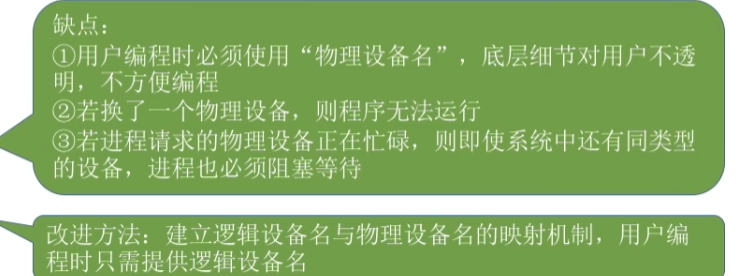 缺点：
①用户编程时必须使用“物理设备名”，底层细节对用户不透
明，不方便编程
②若换了一个物理设备，则程序无法运行
③若进程请求的物理设备正在忙碌，则即使系统中还有同类型
的设备，进程也必须阻塞等待
改进方法：建立逻辑设备名与物理设备名的映射机制，用户编
程时只需提供逻辑设备名